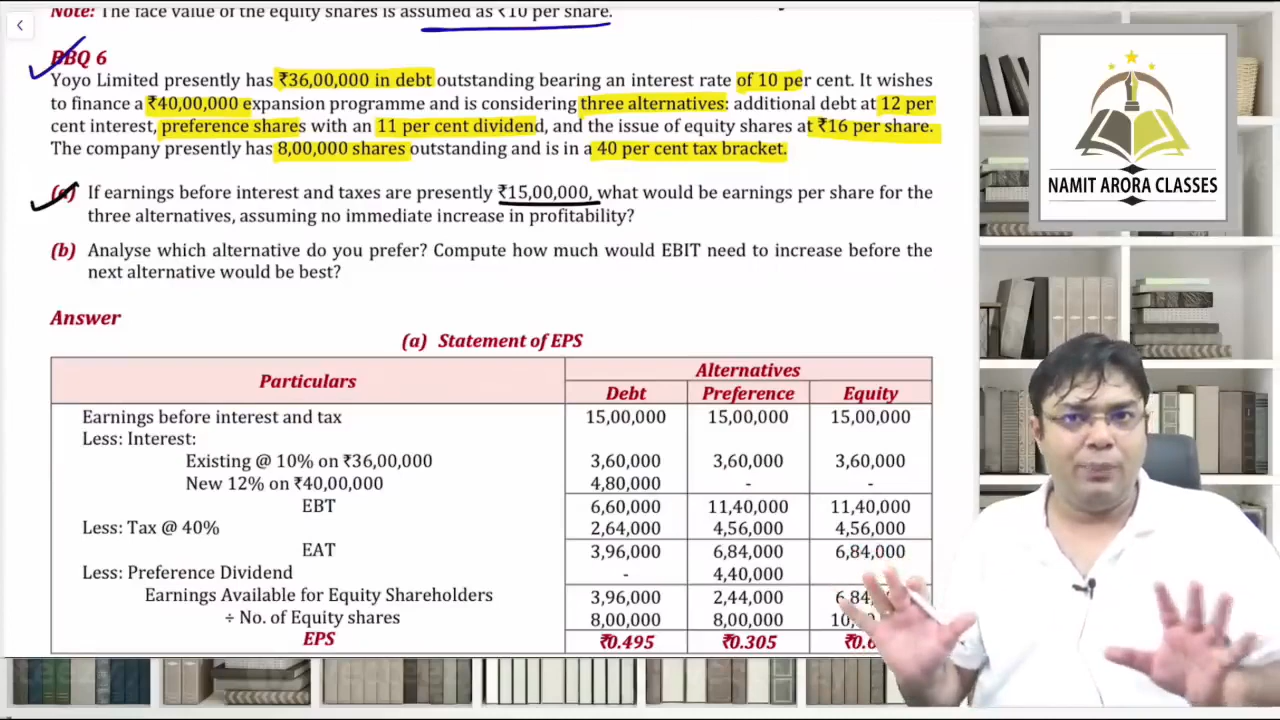 Note: The face value of the equity shares is assumed as ₹10 per share.
BBQ 6
Yoyo Limited presently has ₹36,00,000 in debt outstanding bearing an interest rate of 10 per cent. It wishes
to finance a ₹40,00,000 expansion programme and is considering three alternatives: additional debt at 12 per
cent interest, preference shares with an 11 per cent dividend, and the issue of equity shares at ₹16 per share.
The company presently has 8,00,000 shares outstanding and is in a 40 per cent tax bracket.
(a) If earnings before interest and taxes are presently ₹15,00,000, what would be earnings per share for the
three alternatives, assuming no immediate increase in profitability?
(b) Analyse which alternative do you prefer? Compute how much would EBIT need to increase before the
next alternative would be best?
Answer
(a) Statement of EPS
Particulars Alternatives
Debt Preference Equity
Earnings before interest and tax 15,00,000 15,00,000 15,00,000
Less: Interest:
Existing @ 10% on ₹36,00,000 3,60,000 3,60,000 3,60,000
New 12% on ₹40,00,000 4,80,000 - -
EBT 6,60,000 11,40,000 11,40,000
Less: Tax @ 40% 2,64,000 4,56,000 4,56,000
EAT 3,96,000 6,84,000 6,84,000
Less: Preference Dividend - 4,40,000
Earnings Available for Equity Shareholders 3,96,000 2,44,000
÷ No. of Equity shares 8,00,000 8,00,000
EPS ₹0.495 ₹0.305
NAMIT ARORA CLASSES